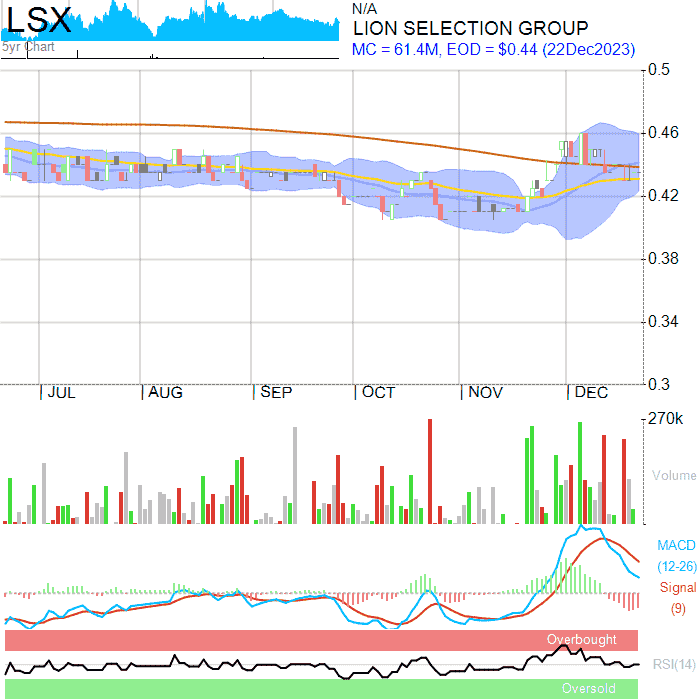 LSX
5yr Chart
N/A
LION SELECTION GROUP
MC = 61.4M, EOD = $0.44 (22Dec2023)
0.5
0.46
0.42
0.38
0.34
0.3
JUL AUG SEP OCT NOV DEC
270k
Volume
MACD
(12-26)
Signal
(9)
Overbought
RSI(14)
Oversold